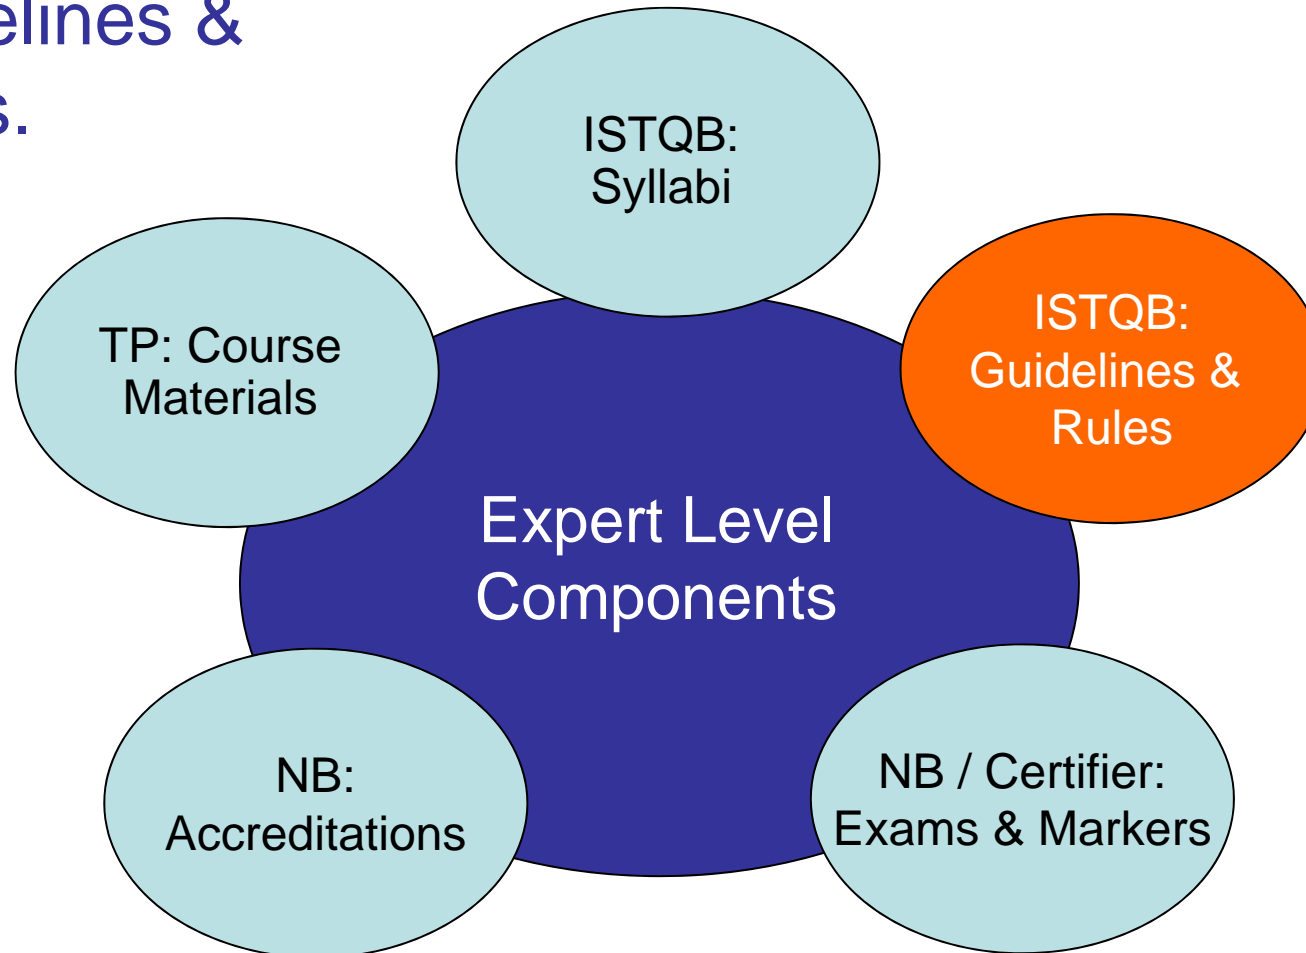 elines &
s.
ISTQB:
Syllabi
ISTQB:
Guidelines &
Rules
TP: Course
Materials
Expert Level
Components
NB / Certifier:
Exams & Markers
NB:
Accreditations